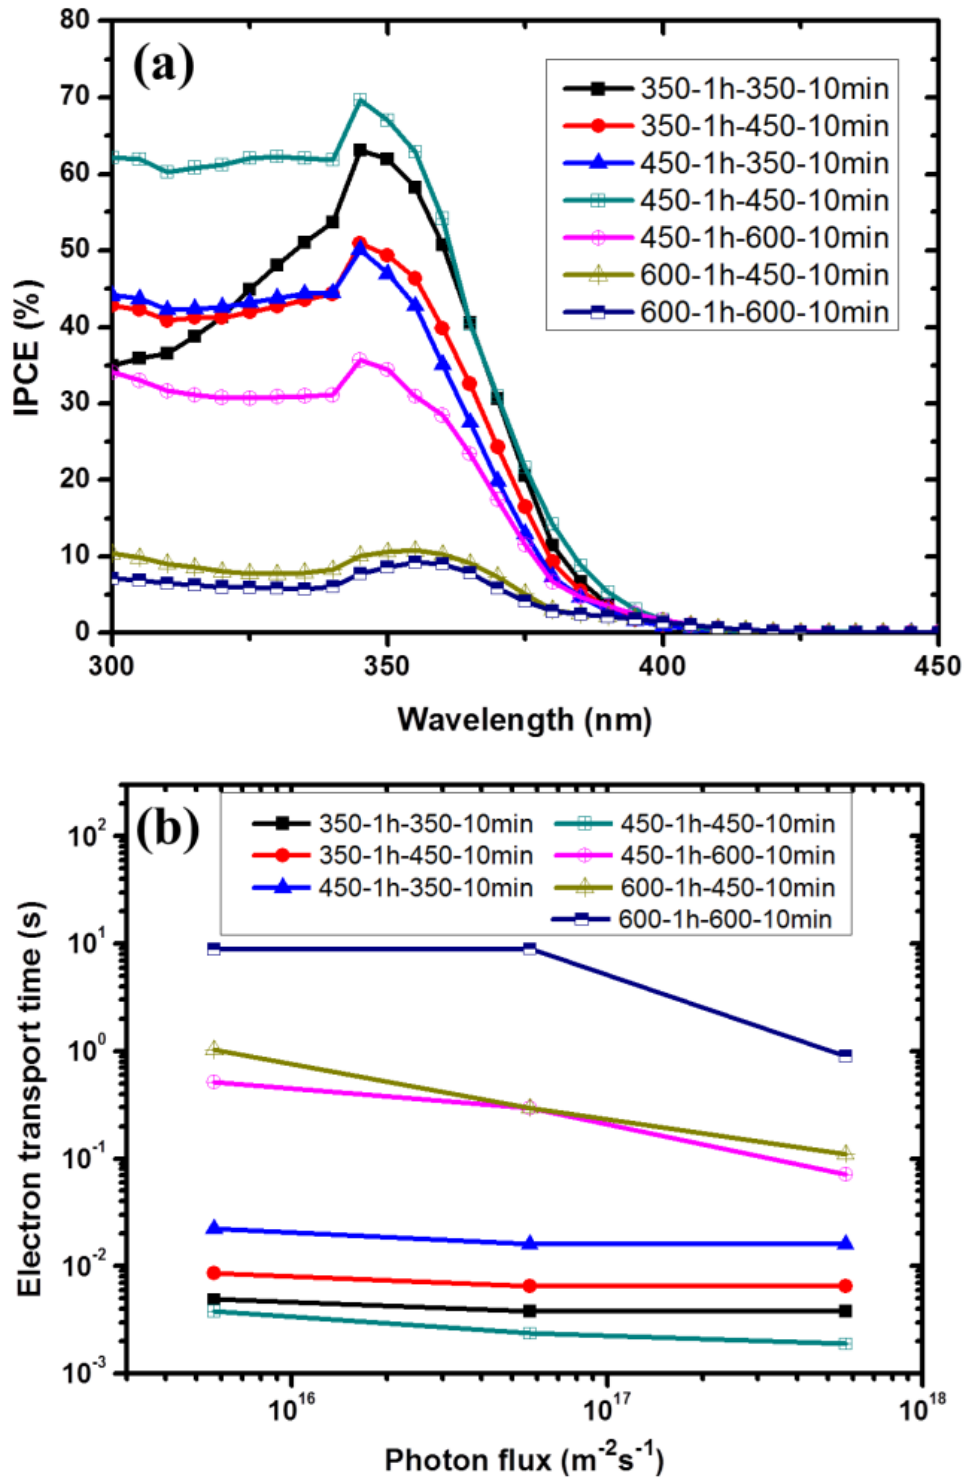 80
(a)
350-1h-350-10min
70
350-1h-450-10min
450-1h-350-10min
60
450-1h-450-10min
450-1h-600-10min
50
600-1h-450-10min
600-1h-600-10min
40
IPCE (%)
30
20
10
0
300 350 400 450
Wavelength (nm)
(b)
350-1h-350-10min 450-1h-450-10min
10² 350-1h-450-10min 450-1h-600-10min
450-1h-350-10min 600-1h-450-10min
600-1h-600-10min
10¹
10⁰
Electron transport time (s)
10⁻¹
10⁻²
10⁻³
10¹⁶ 10¹⁷ 10¹⁸
Photon flux (m⁻²s⁻¹)